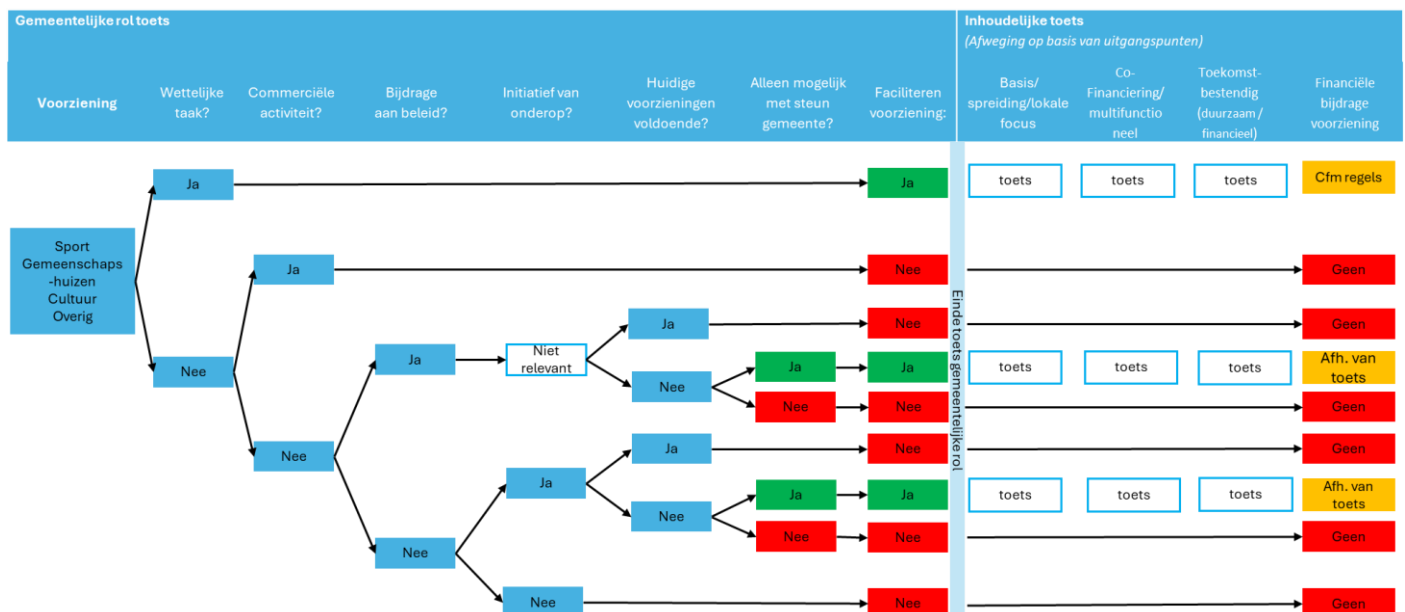 Gemeentelijke rol toets
Inhoudelijke toets
(Afweging op basis van uitgangspunten)
Voorziening
Wettelijke
taak?
Commerciële
activiteit?
Bijdrage
aan beleid?
Initiatief van
onderop?
Huidige
voorzieningen
voldoende?
Alleen mogelijk
met steun
gemeente?
Faciliteren
voorziening:
Basis/
spreiding/lokale
focus
Co-
Financiering/
multifunctio
neel
Toekomst-
bestendig
(duurzaam /
financieel)
Financiële
bijdrage
voorziening
Ja
Ja
toets
toets
toets
Cfm regels
Sport
Gemeenschaps
-huizen
Cultuur
Overig
Ja
Nee
Geen
Ja
Nee
Geen
Nee
Ja
Niet
relevant
Nee
Ja
Ja
toets
toets
toets
Afh. van
toets
Nee
Nee
Geen
Nee
Ja
Nee
Geen
Ja
Nee
Ja
Ja
toets
toets
toets
Afh. van
toets
Nee
Nee
Nee
Geen
Nee
Nee
Geen
Einde toets gemeentelijke rol